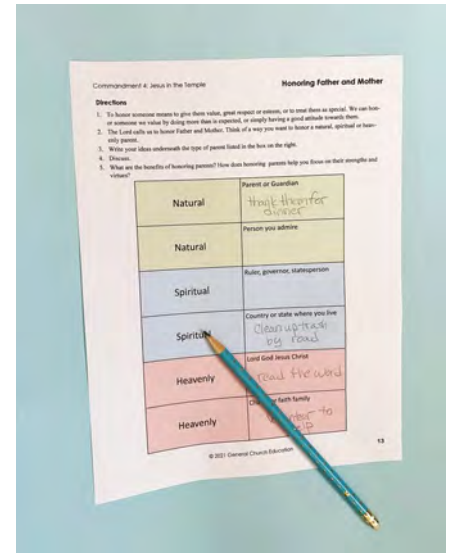 Commandment 4: Jesus in the Temple
Honoring Father and Mother
Directions
1. To honor someone means to give them value, great respect or esteem, or to treat them as special. We can hon-
or someone we value by doing more than is expected, or simply having a good attitude towards them.
2. The Lord calls us to honor Father and Mother. Think of a way you want to honor a natural, spiritual or heav-
enly parent.
3. Write your ideas underneath the type of parent listed in the box on the right.
4. Discuss.
5. What are the benefits of honoring parents? How does honoring parents help you focus on their strengths and
virtues?
Natural
Parent or Guardian
thank them for
dinner
Natural
Person you admire
Spiritual
Ruler, governor, statesperson
Spiritual
Country or state where you live
Clean up trash
by road
Heavenly
Lord God Jesus Christ
read the word
Heavenly
faith family
to
© 2021 General Church Education
13